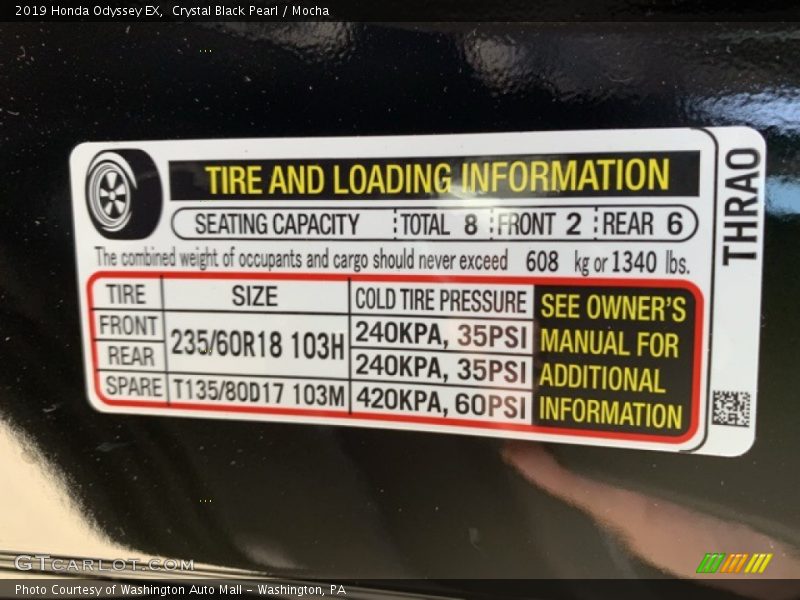 2019 Honda Odyssey EX, Crystal Black Pearl / Mocha
TIRE AND LOADING INFORMATION
SEATING CAPACITY TOTAL 8 FRONT 2 REAR 6
The combined weight of occupants and cargo should never exceed 608 kg or 1340 lbs.
TIRE SIZE COLD TIRE PRESSURE
FRONT 235/60R18 103H 240KPA, 35PSI
REAR 240KPA, 35PSI
SPARE T135/80D17 103M 420KPA, 60PSI
SEE OWNER'S
MANUAL FOR
ADDITIONAL
INFORMATION
THRAO
GTCARLOT.COM
Photo Courtesy of Washington Auto Mall - Washington, PA